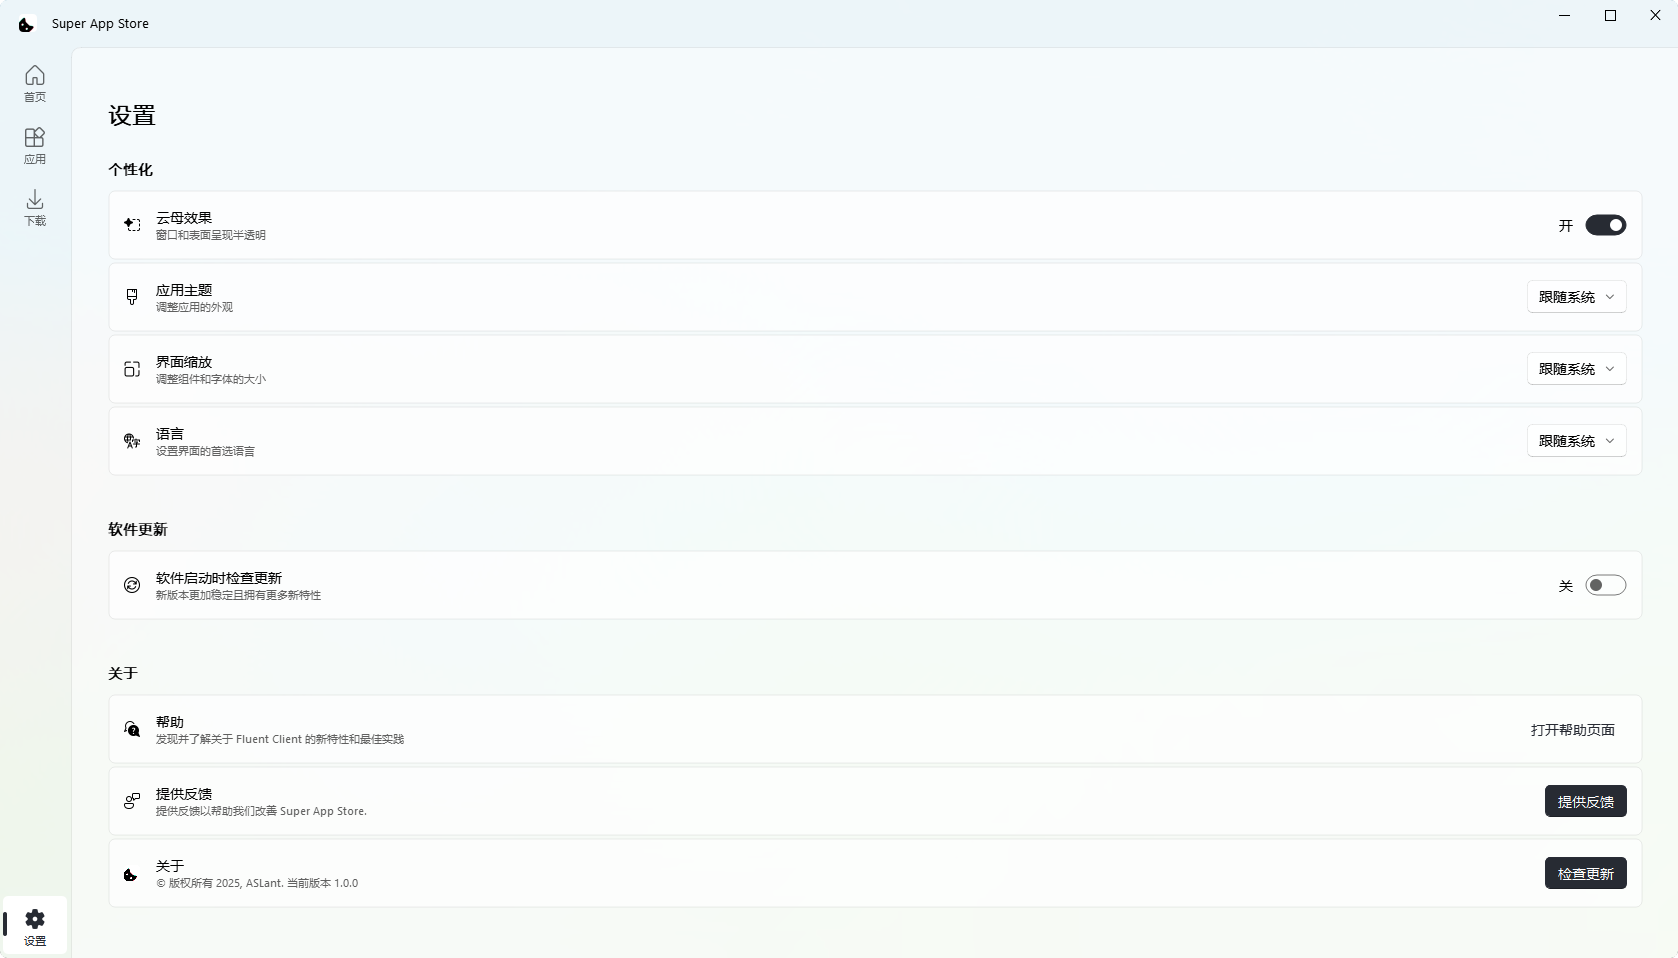 Super App Store
首页
应用
下载
设置
设置
个性化
云母效果
窗口和表面呈现半透明
开
应用主题
调整应用的外观
跟随系统
界面缩放
调整组件和字体的大小
跟随系统
语言
设置界面的首选语言
跟随系统
软件更新
软件启动时检查更新
新版本更加稳定且拥有更多新特性
关
关于
帮助
发现并了解关于 Fluent Client 的新特性和最佳实践
打开帮助页面
提供反馈
提供反馈以帮助我们改善 Super App Store.
提供反馈
关于
© 版权所有 2025, ASLant. 当前版本 1.0.0
检查更新